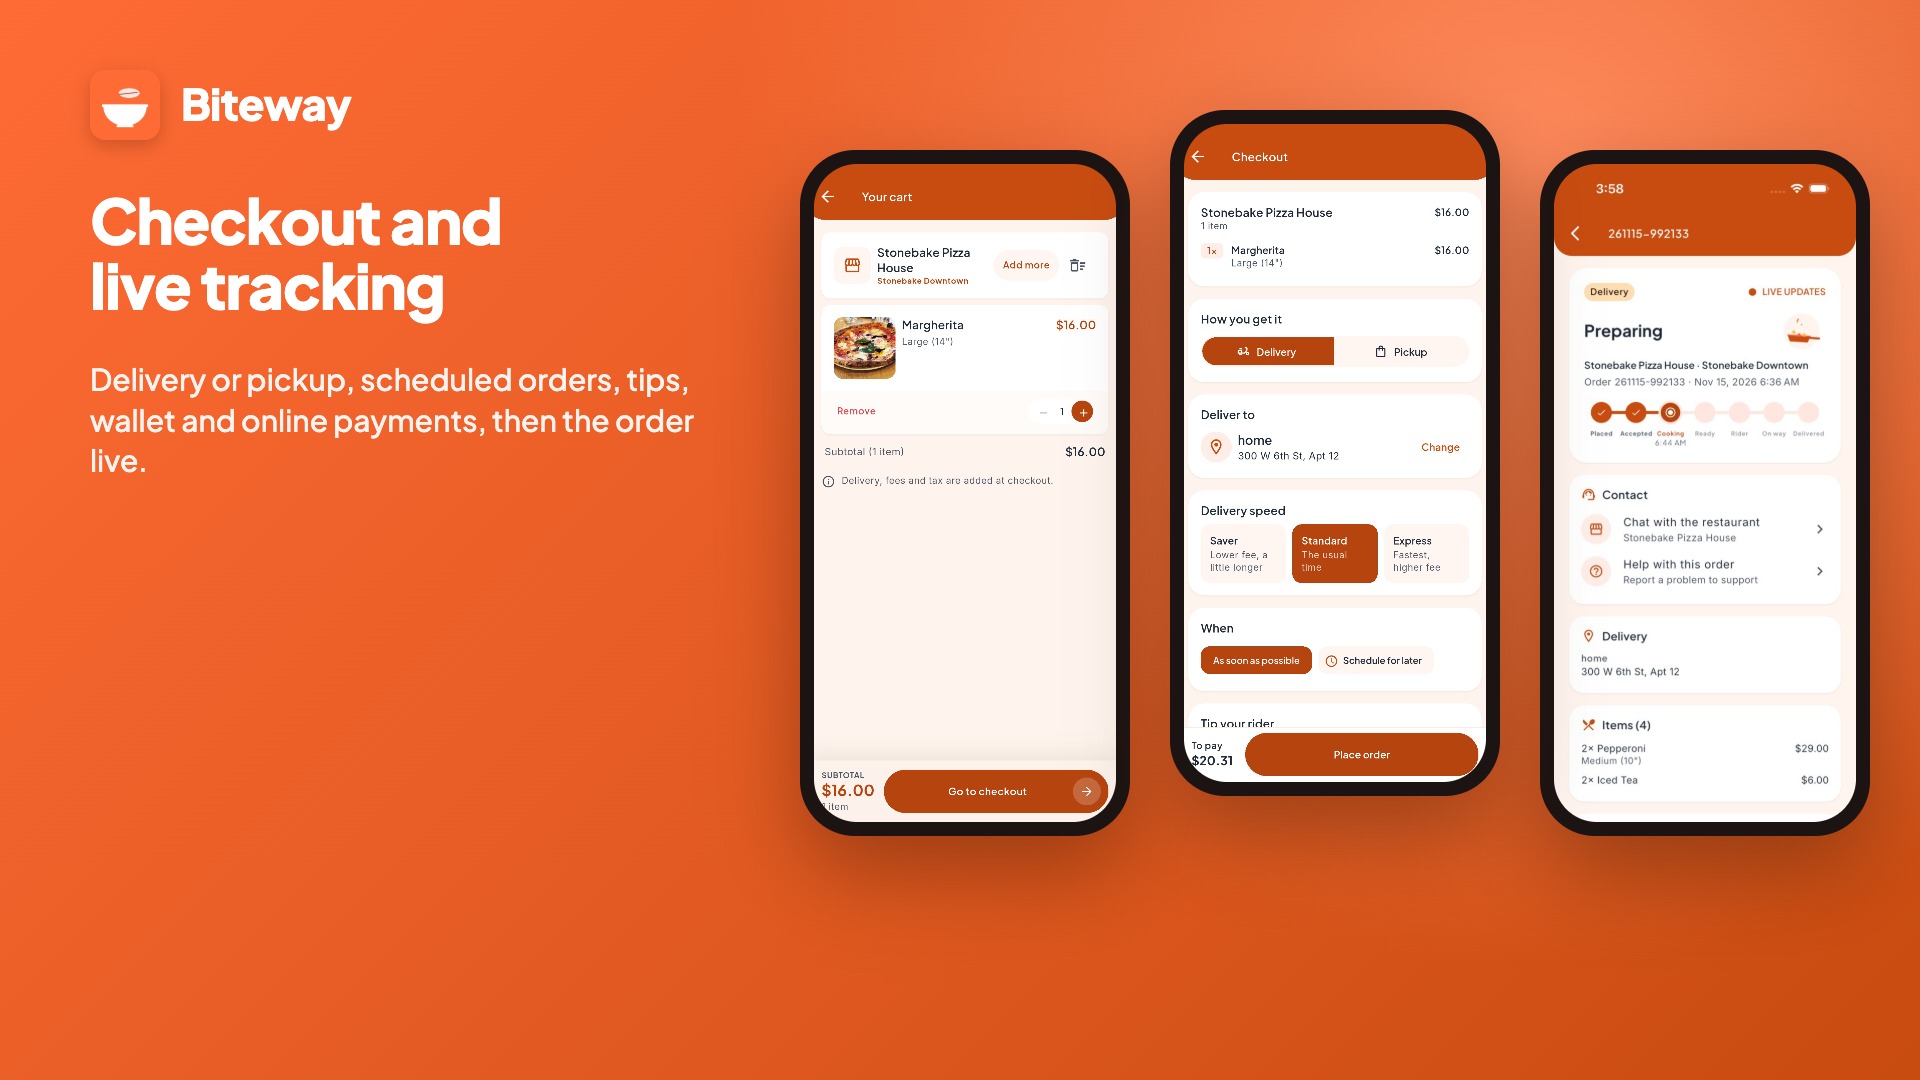 Biteway
Checkout and
live tracking
Delivery or pickup, scheduled orders, tips,
wallet and online payments, then the order
live.
Your cart
Stonebake Pizza
House
Stonebake Downtown
Add more
Margherita
$16.00
Large (14")
Remove
1
Subtotal (1 item)
$16.00
Delivery, fees and tax are added at checkout.
SUBTOTAL
$16.00
1 item
Go to checkout
Checkout
Stonebake Pizza House
$16.00
1 item
1×
Margherita
$16.00
Large (14")
How you get it
Delivery
Pickup
Deliver to
home
300 W 6th St, Apt 12
Change
Delivery speed
Saver
Lower fee, a
little longer
Standard
The usual
time
Express
Fastest,
higher fee
When
As soon as possible
Schedule for later
Tip your rider
To pay
$20.31
Place order
3:58
261115-992133
Delivery
LIVE UPDATES
Preparing
Stonebake Pizza House · Stonebake Downtown
Order 261115-992133 · Nov 15, 2026 6:36 AM
Placed
Accepted
Cooking
Ready
Rider
On way
Delivered
6:44 AM
Contact
Chat with the restaurant
Stonebake Pizza House
Help with this order
Report a problem to support
Delivery
home
300 W 6th St, Apt 12
Items (4)
2× Pepperoni
$29.00
Medium (10")
2× Iced Tea
$6.00